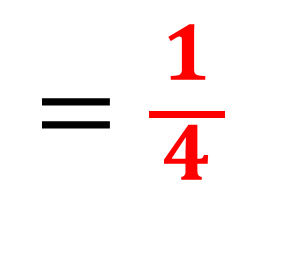 = 1/4